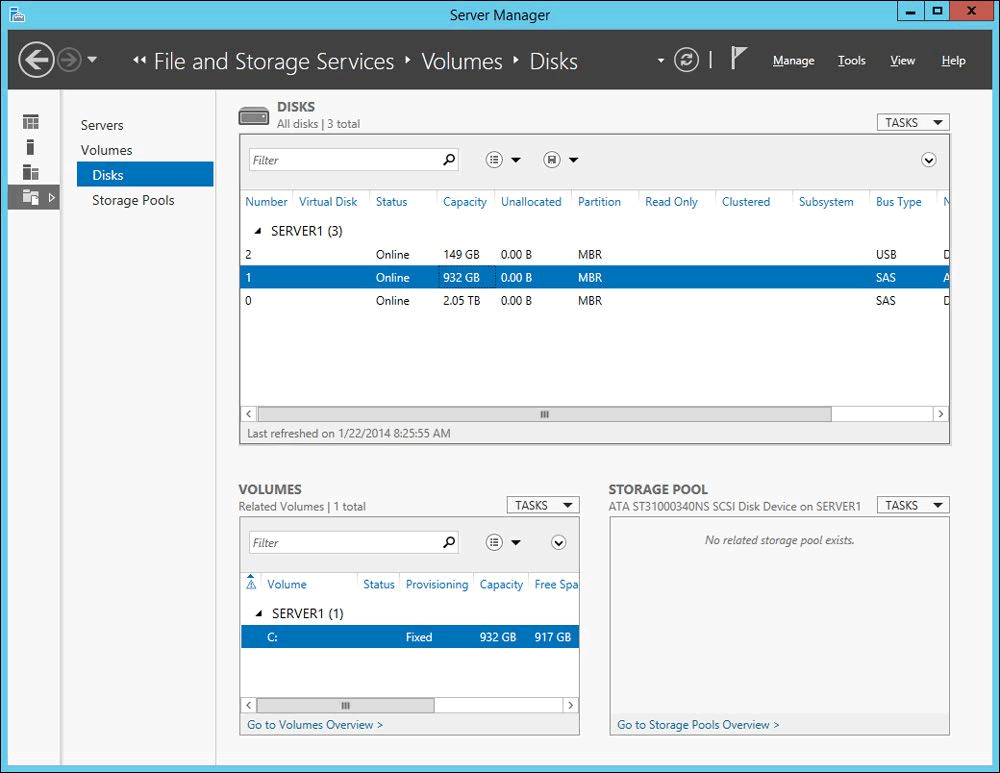 Server Manager
File and Storage Services ‣ Volumes ‣ Disks
Manage Tools View Help
Servers
Volumes
Disks
Storage Pools
DISKS
All disks | 3 total
TASKS
Filter
Number Virtual Disk Status Capacity Unallocated Partition Read Only Clustered Subsystem Bus Type N
SERVER1 (3)
2 Online 149 GB 0.00 B MBR USB D
1 Online 932 GB 0.00 B MBR SAS A
0 Online 2.05 TB 0.00 B MBR SAS D
Last refreshed on 1/22/2014 8:25:55 AM
VOLUMES
Related Volumes | 1 total
TASKS
Filter
Volume Status Provisioning Capacity Free Spa
SERVER1 (1)
C: Fixed 932 GB 917 GB
Go to Volumes Overview >
STORAGE POOL
ATA ST31000340NS SCSI Disk Device on SERVER1
TASKS
No related storage pool exists.
Go to Storage Pools Overview >